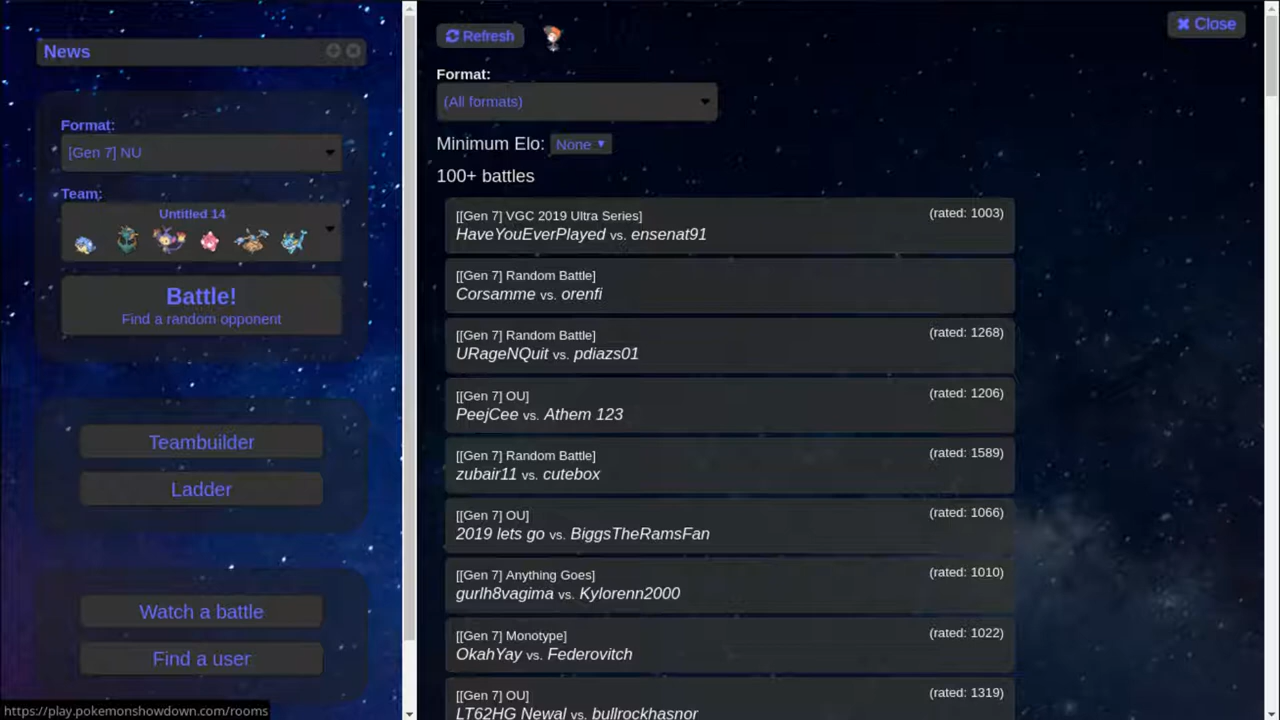 News
Format:
[Gen 7] NU
Team:
Untitled 14
Battle!
Find a random opponent
Teambuilder
Ladder
Watch a battle
Find a user
https://play.pokemonshowdown.com/rooms
Refresh
Close
Format:
(All formats)
Minimum Elo: None ▼
100+ battles
[[Gen 7] VGC 2019 Ultra Series] (rated: 1003)
HaveYouEverPlayed vs. ensenat91
[[Gen 7] Random Battle]
Corsamme vs. orenfi
[[Gen 7] Random Battle] (rated: 1268)
URageNQuit vs. pdiazs01
[[Gen 7] OU] (rated: 1206)
PeejCee vs. Athem 123
[[Gen 7] Random Battle] (rated: 1589)
zubair11 vs. cutebox
[[Gen 7] OU] (rated: 1066)
2019 lets go vs. BiggsTheRamsFan
[[Gen 7] Anything Goes] (rated: 1010)
gurlh8vagima vs. Kylorenn2000
[[Gen 7] Monotype] (rated: 1022)
OkahYay vs. Federovitch
[[Gen 7] OU] (rated: 1319)
LT62HG Newal vs. bullrockhasnor